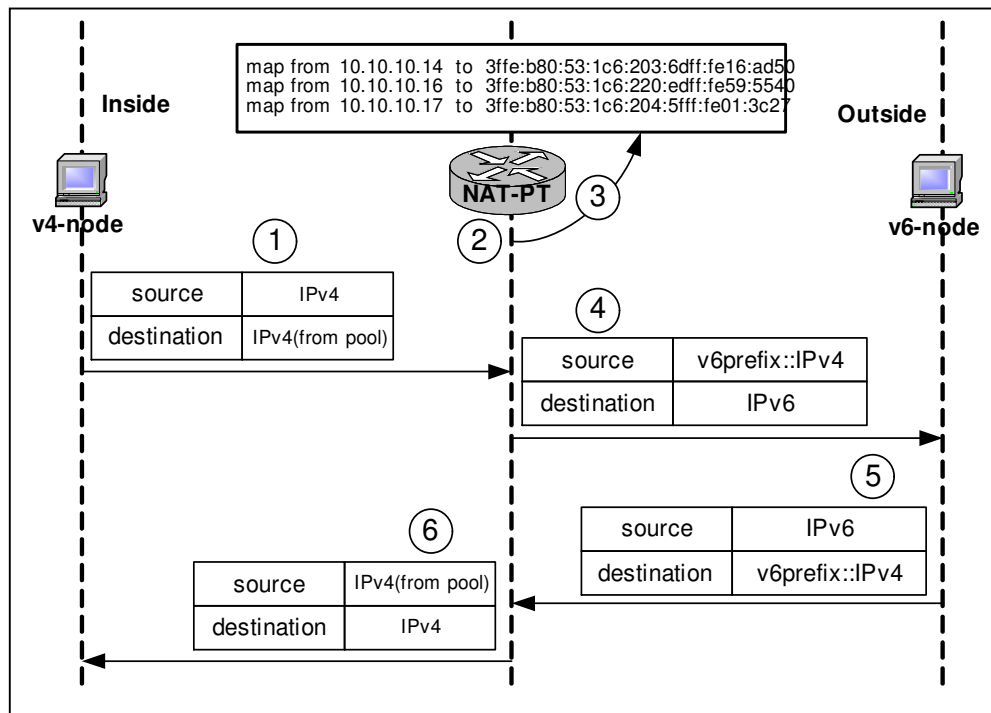 map from 10.10.10.14 to 3ffe:b80:53:1c6:203:6dff:fe16:ad50
map from 10.10.10.16 to 3ffe:b80:53:1c6:220:edff:fe59:5540
map from 10.10.10.17 to 3ffe:b80:53:1c6:204:5fff:fe01:3c27
Inside
Outside
NAT-PT
3
v4-node
v6-node
1
2
source IPv4
destination IPv4(from pool)
4
source v6prefix::IPv4
destination IPv6
5
source IPv6
destination v6prefix::IPv4
6
source IPv4(from pool)
destination IPv4